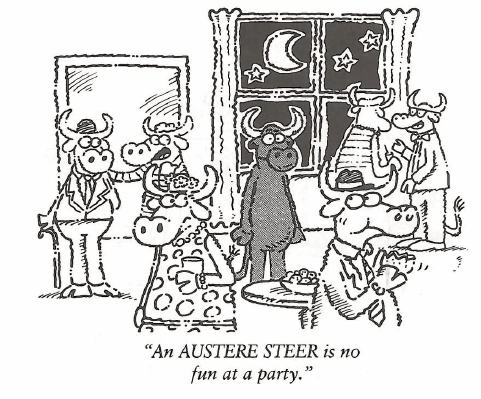 “An AUSTERE STEER is no
fun at a party.”